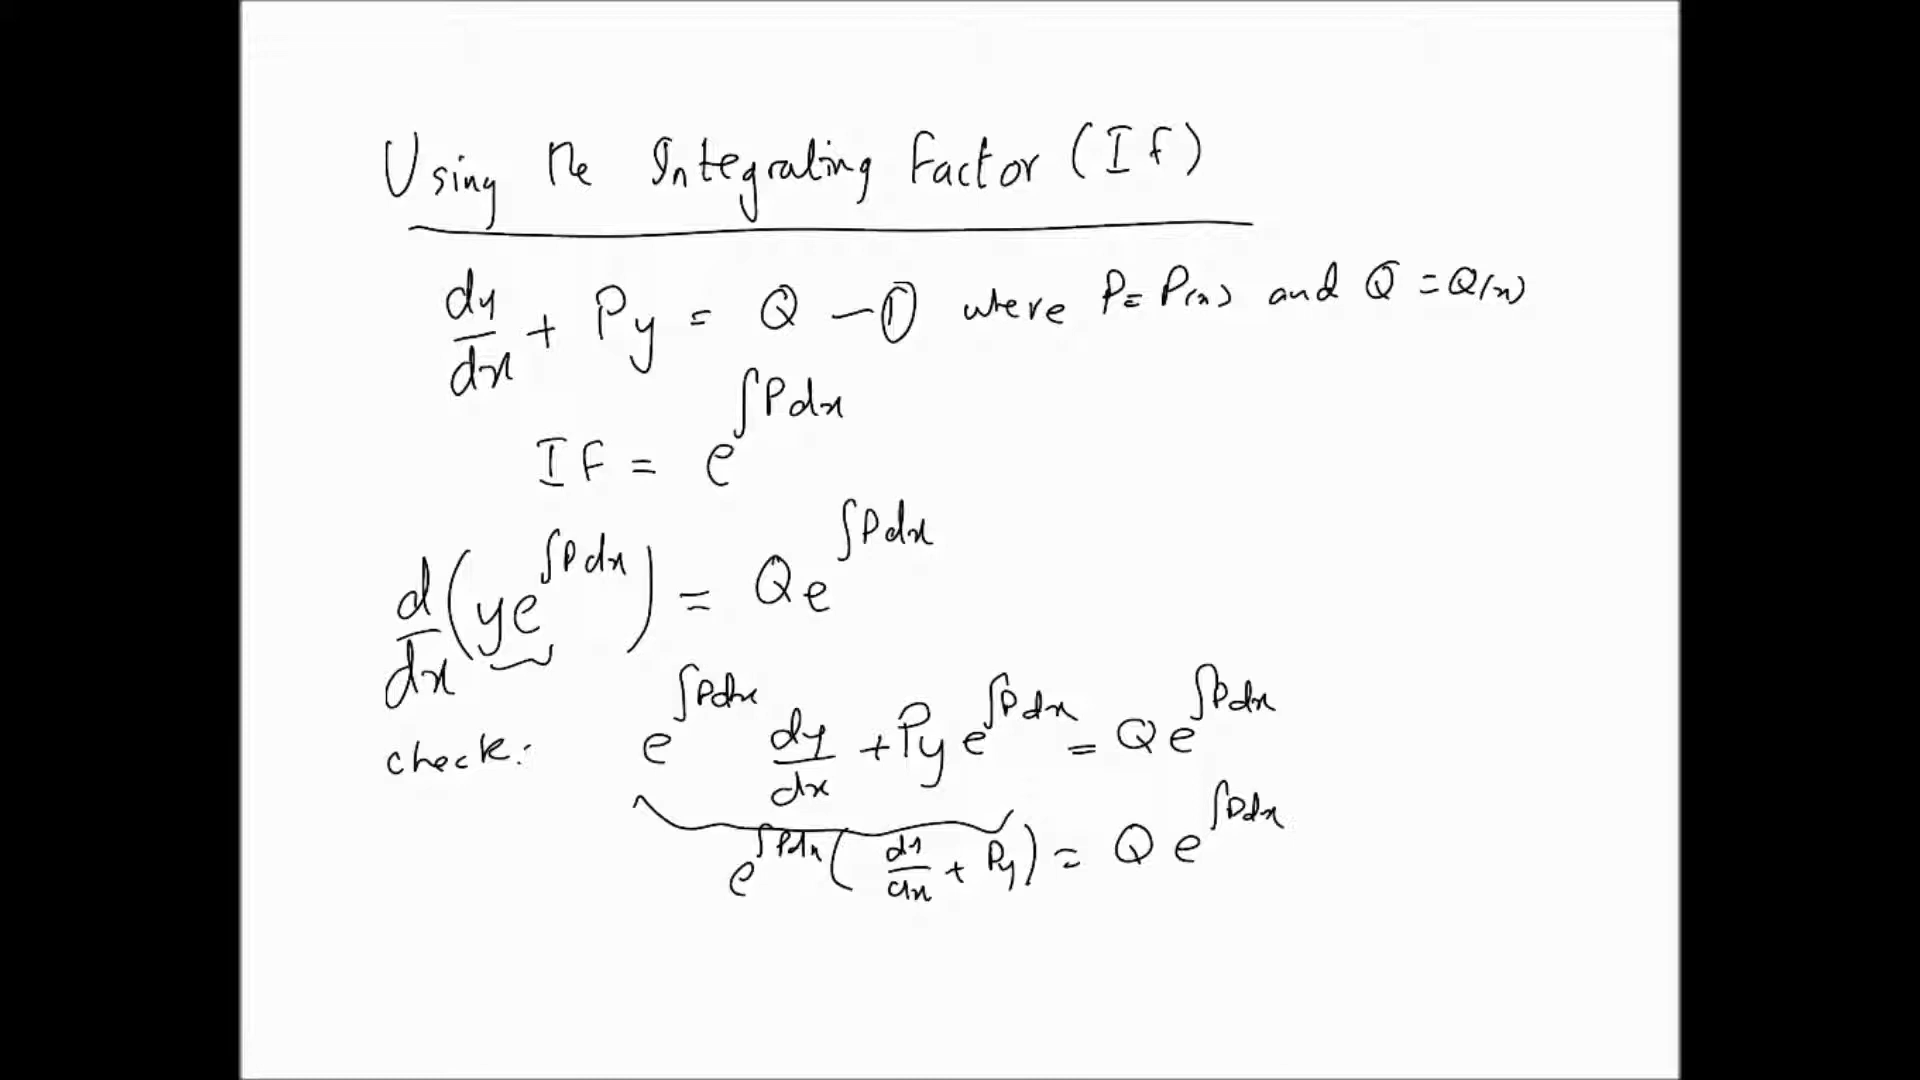 Using the Integrating Factor (IF)
dy/dx + Py = Q — ① where P = P(x) and Q = Q(x)
IF = e^∫Pdx
d/dx (ye^∫Pdx) = Qe^∫Pdx
check: e^∫Pdx dy/dx + Py e^∫Pdx = Qe^∫Pdx
e^∫Pdx (dy/dx + Py) = Q e^∫Pdx